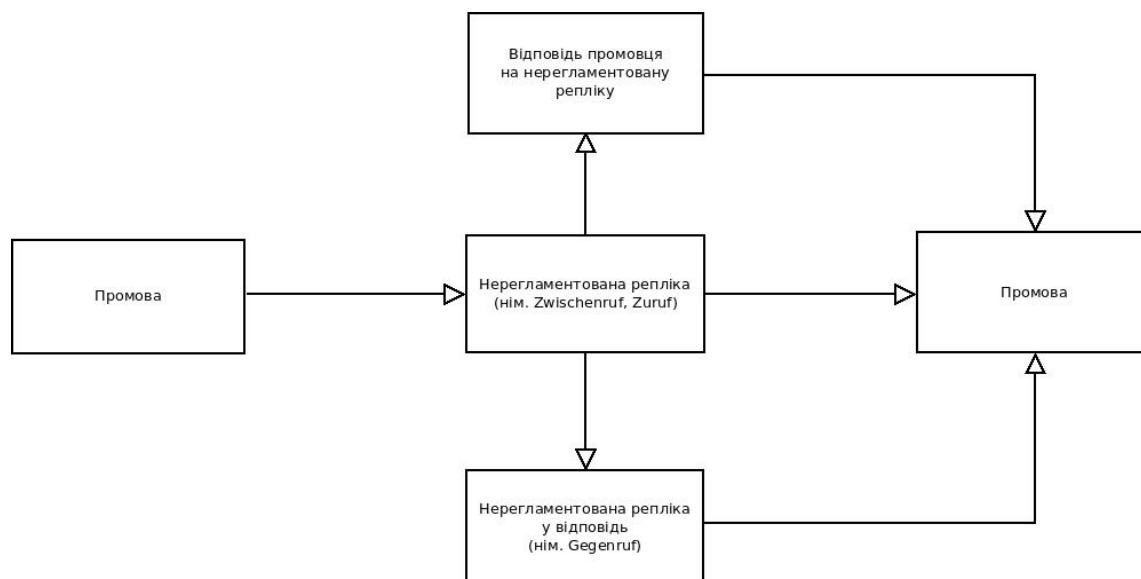 Відповідь промовця
на нерегламентовану
репліку
Промова
Нерегламентована репліка
(нім. Zwischenruf, Zuruf)
Промова
Нерегламентована репліка
у відповідь
(нім. Gegenruf)